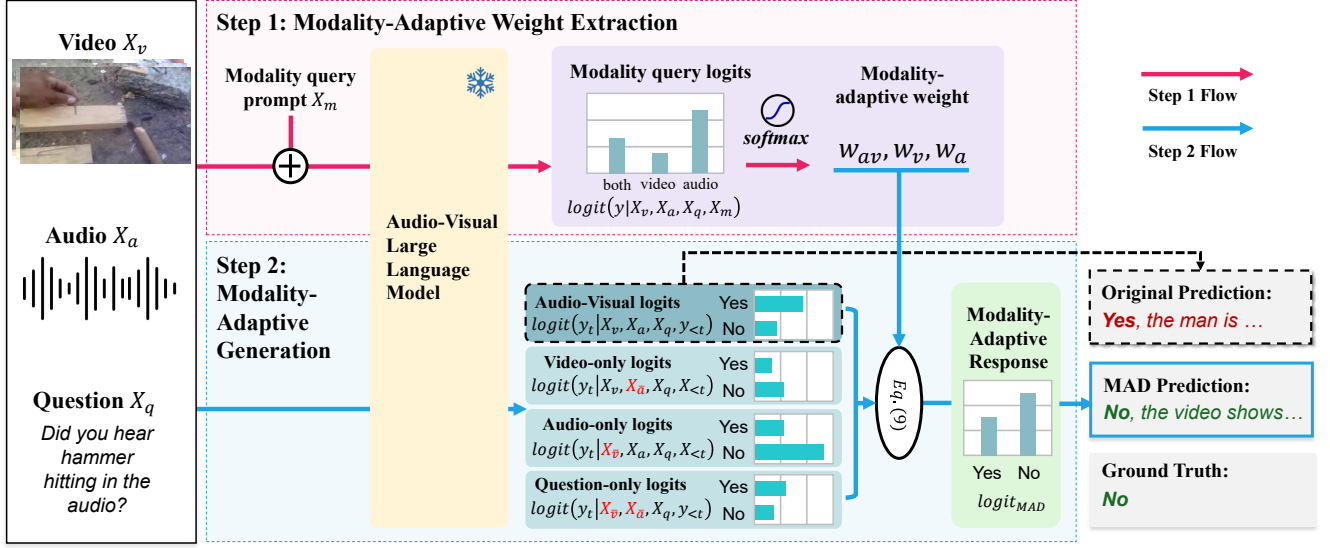 Video X_v
Audio X_a
Question X_q
Did you hear
hammer
hitting in the
audio?
Step 1: Modality-Adaptive Weight Extraction
Modality query
prompt X_m
Audio-Visual
Large
Language
Model
Modality query logits
both video audio
logit(y|X_v, X_a, X_q, X_m)
softmax
Modality-
adaptive weight
w_{av}, w_v, w_a
Step 1 Flow
Step 2 Flow
Step 2:
Modality-
Adaptive
Generation
Audio-Visual logits
logit(y_t|X_v, X_a, X_q, y_{<t})
Yes
No
Video-only logits
logit(y_t|X_v, X_{ā}, X_q, X_{<t})
Yes
No
Audio-only logits
logit(y_t|X_{v̄}, X_a, X_q, X_{<t})
Yes
No
Question-only logits
logit(y_t|X_{v̄}, X_{ā}, X_q, y_{<t})
Yes
No
Eq. (9)
Modality-
Adaptive
Response
Yes No
logit_{MAD}
Original Prediction:
Yes, the man is …
MAD Prediction:
No, the video shows…
Ground Truth:
No